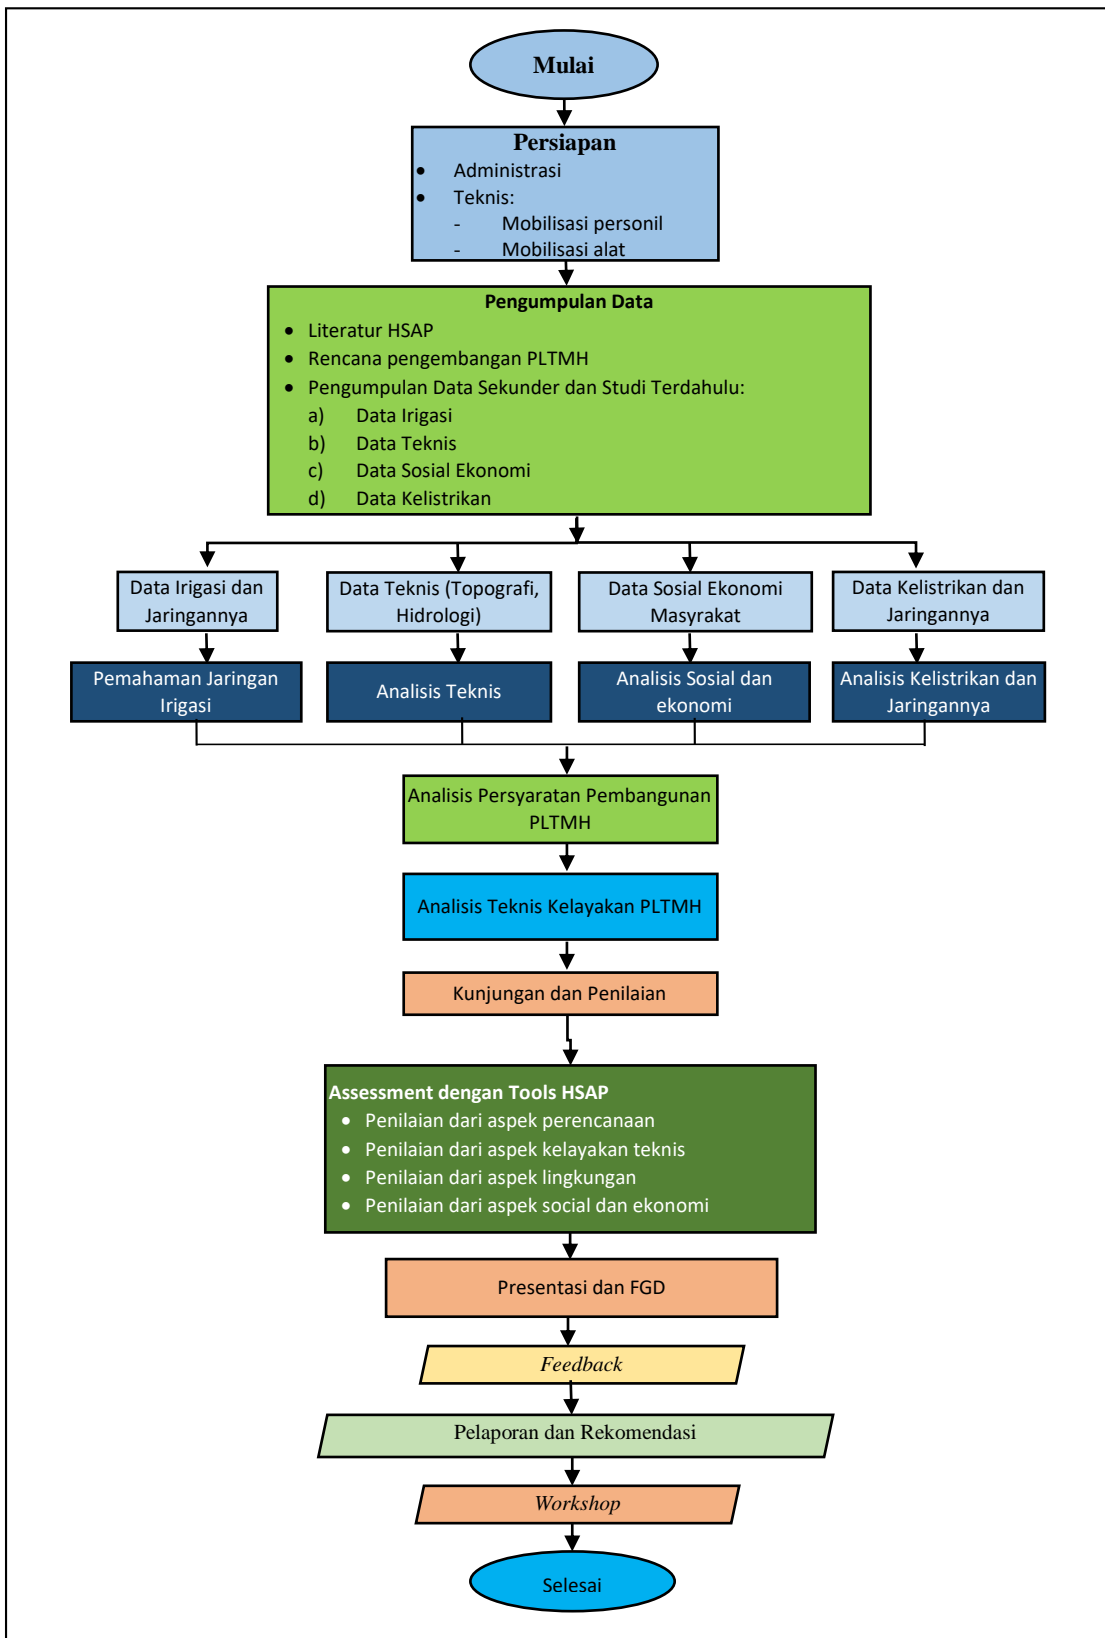 Mulai
Persiapan
• Administrasi
• Teknis:
- Mobilisasi personil
- Mobilisasi alat
Pengumpulan Data
• Literatur HSAP
• Rencana pengembangan PLTMH
• Pengumpulan Data Sekunder dan Studi Terdahulu:
a) Data Irigasi
b) Data Teknis
c) Data Sosial Ekonomi
d) Data Kelistrikan
Data Irigasi dan
Jaringannya
Data Teknis (Topografi,
Hidrologi)
Data Sosial Ekonomi
Masyrakat
Data Kelistrikan dan
Jaringannya
Pemahaman Jaringan
Irigasi
Analisis Teknis
Analisis Sosial dan
ekonomi
Analisis Kelistrikan dan
Jaringannya
Analisis Persyaratan Pembangunan
PLTMH
Analisis Teknis Kelayakan PLTMH
Kunjungan dan Penilaian
Assessment dengan Tools HSAP
• Penilaian dari aspek perencanaan
• Penilaian dari aspek kelayakan teknis
• Penilaian dari aspek lingkungan
• Penilaian dari aspek social dan ekonomi
Presentasi dan FGD
Feedback
Pelaporan dan Rekomendasi
Workshop
Selesai